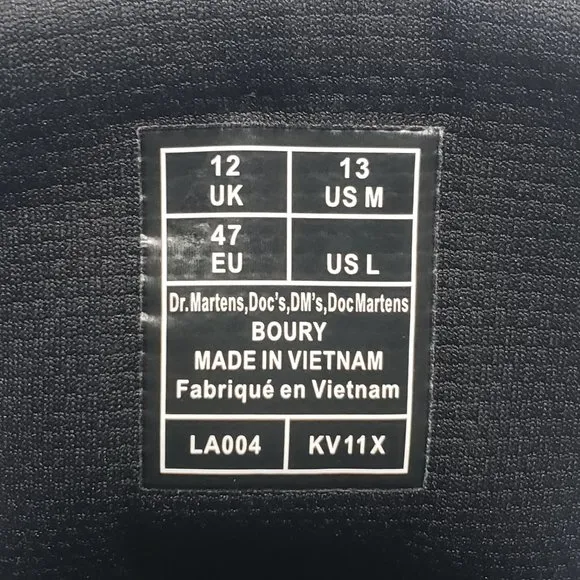 12 13
UK US M
47
EU US L
Dr.Martens,Doc's,DM's,DocMartens
BOURY
MADE IN VIETNAM
Fabriqué en Vietnam
LA004 KV11X